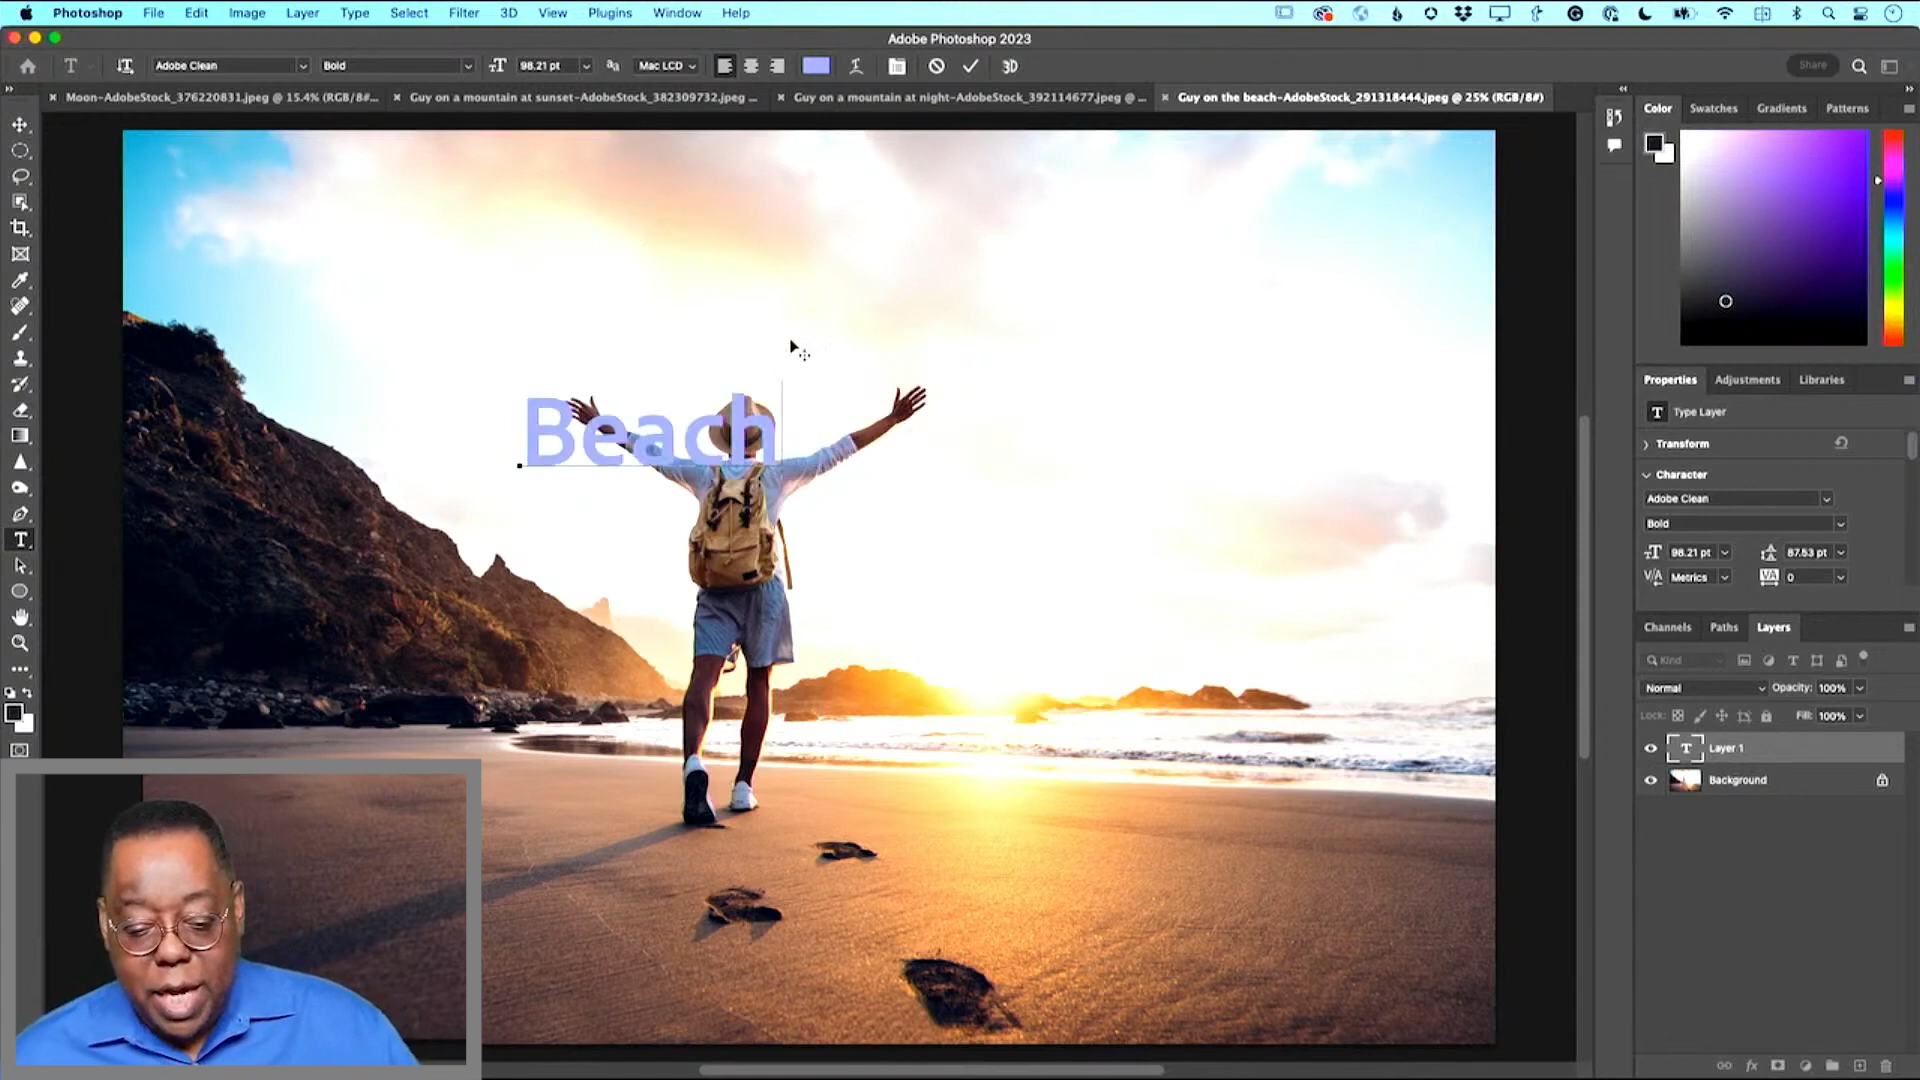 Photoshop File Edit Image Layer Type Select Filter 3D View Plugins Window Help
Adobe Photoshop 2023
T Adobe Clean Bold 98.21 pt Mac LCD 3D Share
Moon-AdobeStock_376220831.jpeg @ 15.4% (RGB/8#... Guy on a mountain at sunset-AdobeStock_382309732.jpeg ... Guy on a mountain at night-AdobeStock_392114677.jpeg @ ... Guy on the beach-AdobeStock_291318444.jpeg @ 25% (RGB/8#)
Color Swatches Gradients Patterns
Beach
Properties Adjustments Libraries
T Type Layer
Transform
Character
Adobe Clean
Bold
98.21 pt 87.53 pt
Metrics 0
Channels Paths Layers
Kind
Normal Opacity: 100%
Lock: Fill: 100%
T Layer 1
Background
fx